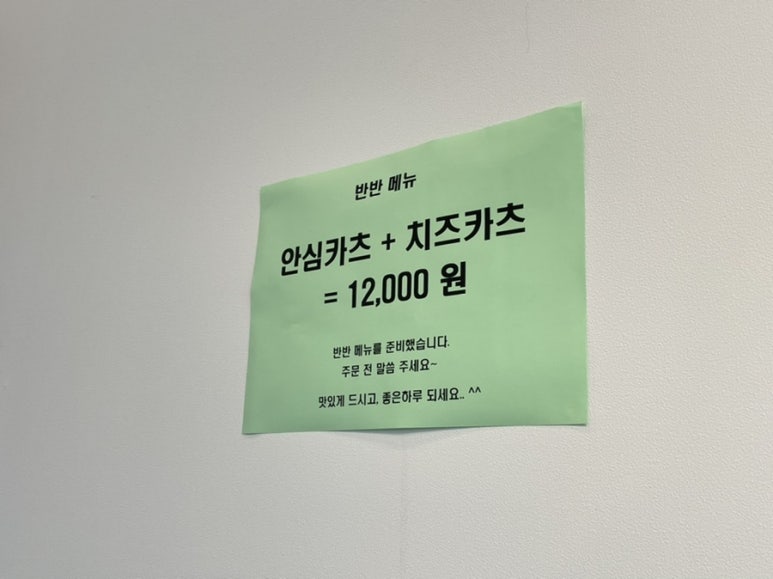 반반 메뉴
안심카츠 + 치즈카츠
= 12,000 원
반반 메뉴를 준비했습니다.
주문 전 말씀 주세요~
맛있게 드시고, 좋은하루 되세요.. ^^